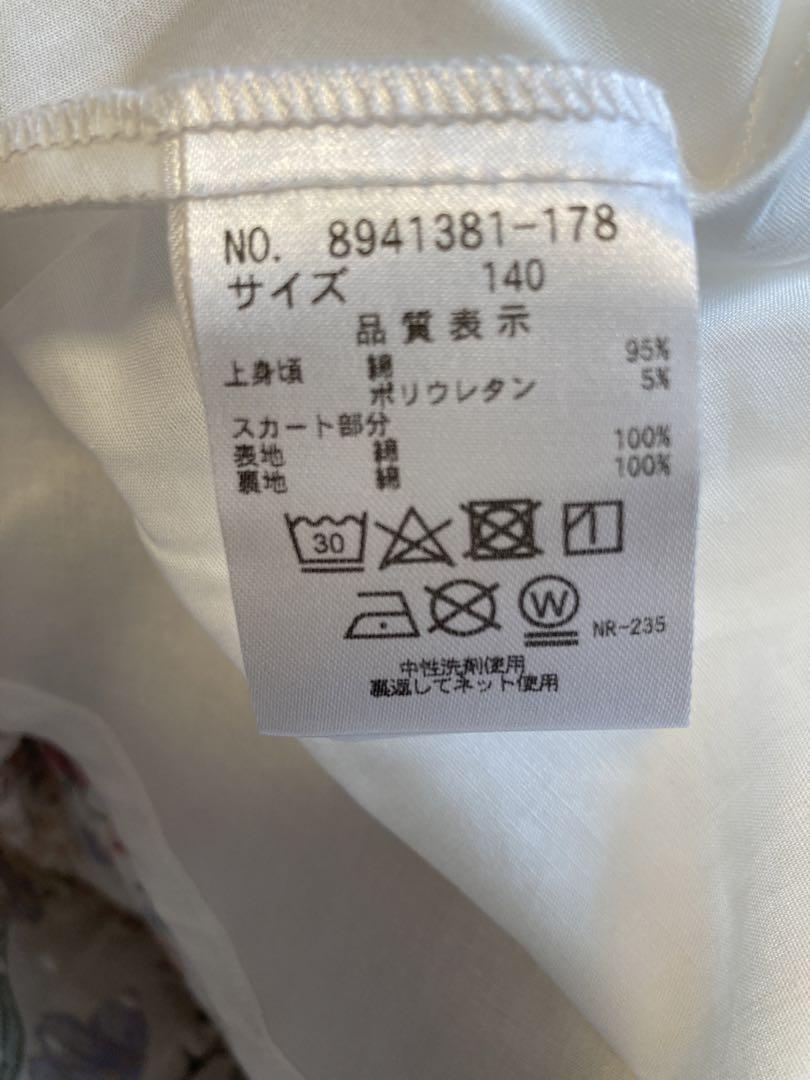 NO. 8941381-178
サイズ 140
品質表示
上身頃 綿 95%
ポリウレタン 5%
スカート部分
表地 綿 100%
裏地 綿 100%
30
W NR-235
中性洗剤使用
裏返してネット使用